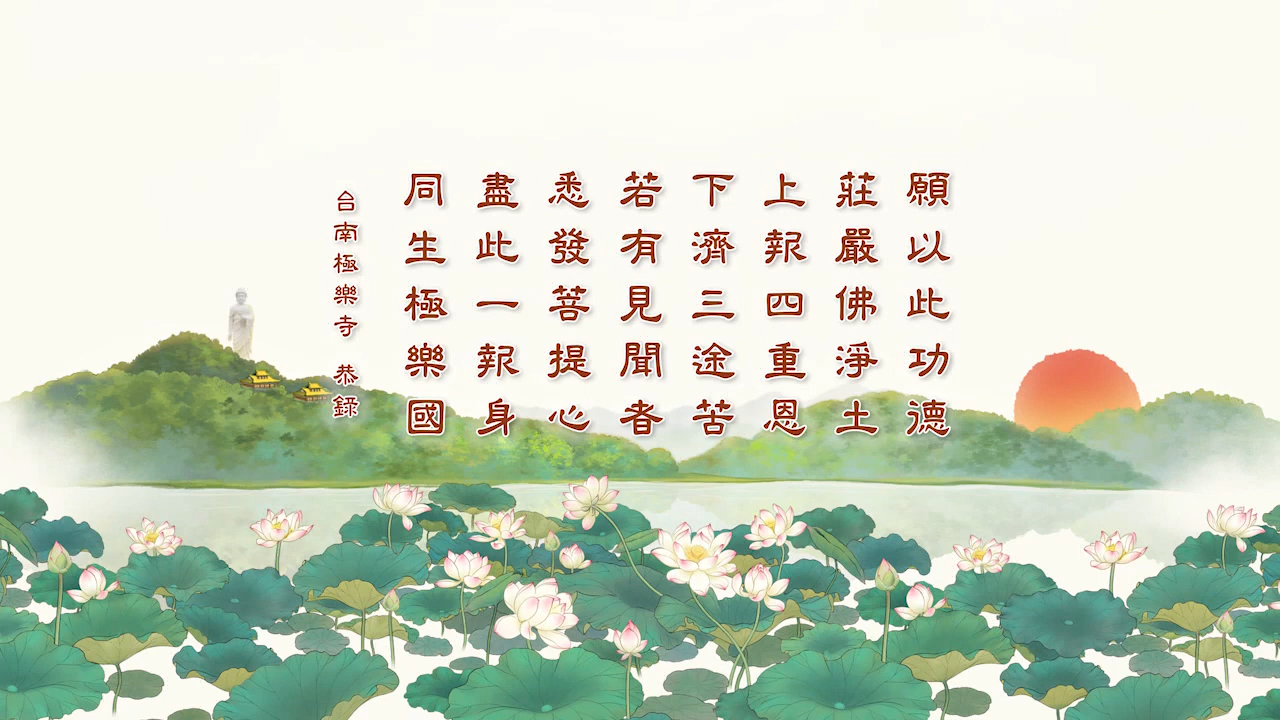 願以此功德
莊嚴佛淨土
上報四重恩
下濟三途苦
若有見聞者
悉發菩提心
盡此一報身
同生極樂國
台南極樂寺 恭錄